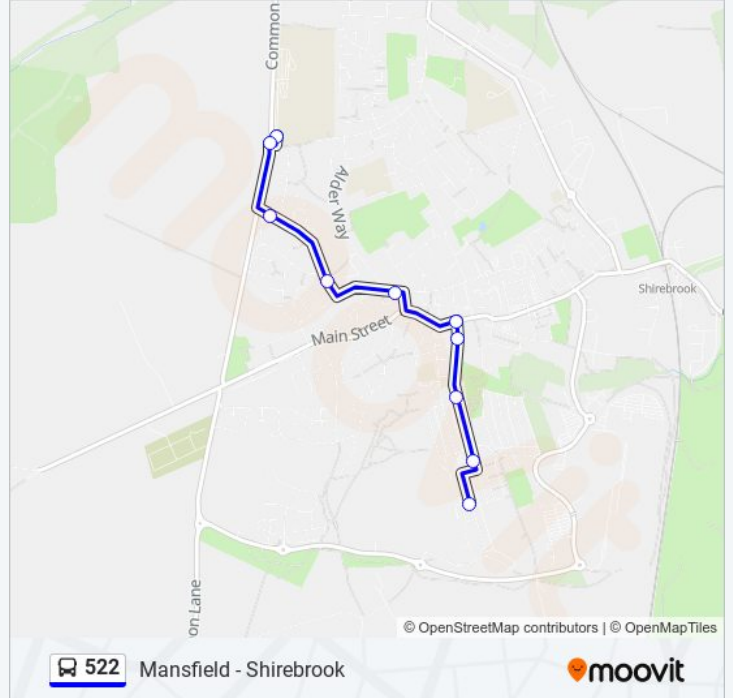 Common
Alder Way
Shirebrook
Main Street
on Lane
© OpenStreetMap contributors | © OpenMapTiles
522 Mansfield - Shirebrook
moovit